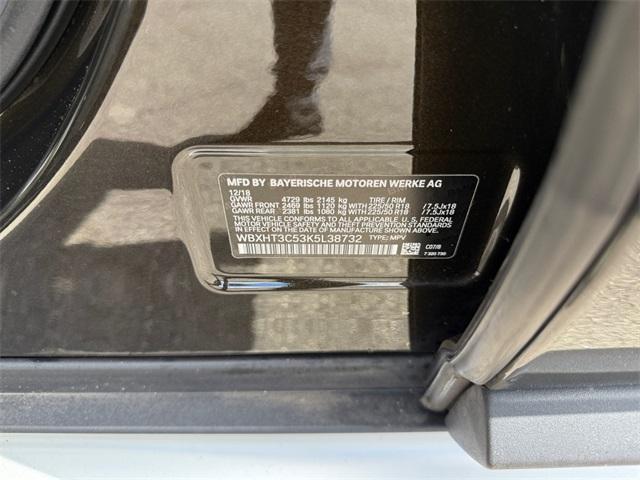 MFD BY BAYERISCHE MOTOREN WERKE AG
12/18
GVWR 4729 lbs 2145 kg TIRE / RIM
GAWR FRONT 2469 lbs 1120 kg WITH 225/50 R18 / 7.5Jx18
GAWR REAR 2381 lbs 1080 kg WITH 225/50 R18 / 7.5Jx18
THIS VEHICLE CONFORMS TO ALL APPLICABLE U.S. FEDERAL
MOTOR VEHICLE SAFETY AND THEFT PREVENTION STANDARDS
IN EFFECT ON THE DATE OF MANUFACTURE SHOWN ABOVE.
WBXHT3C53K5L38732 TYPE: MPV